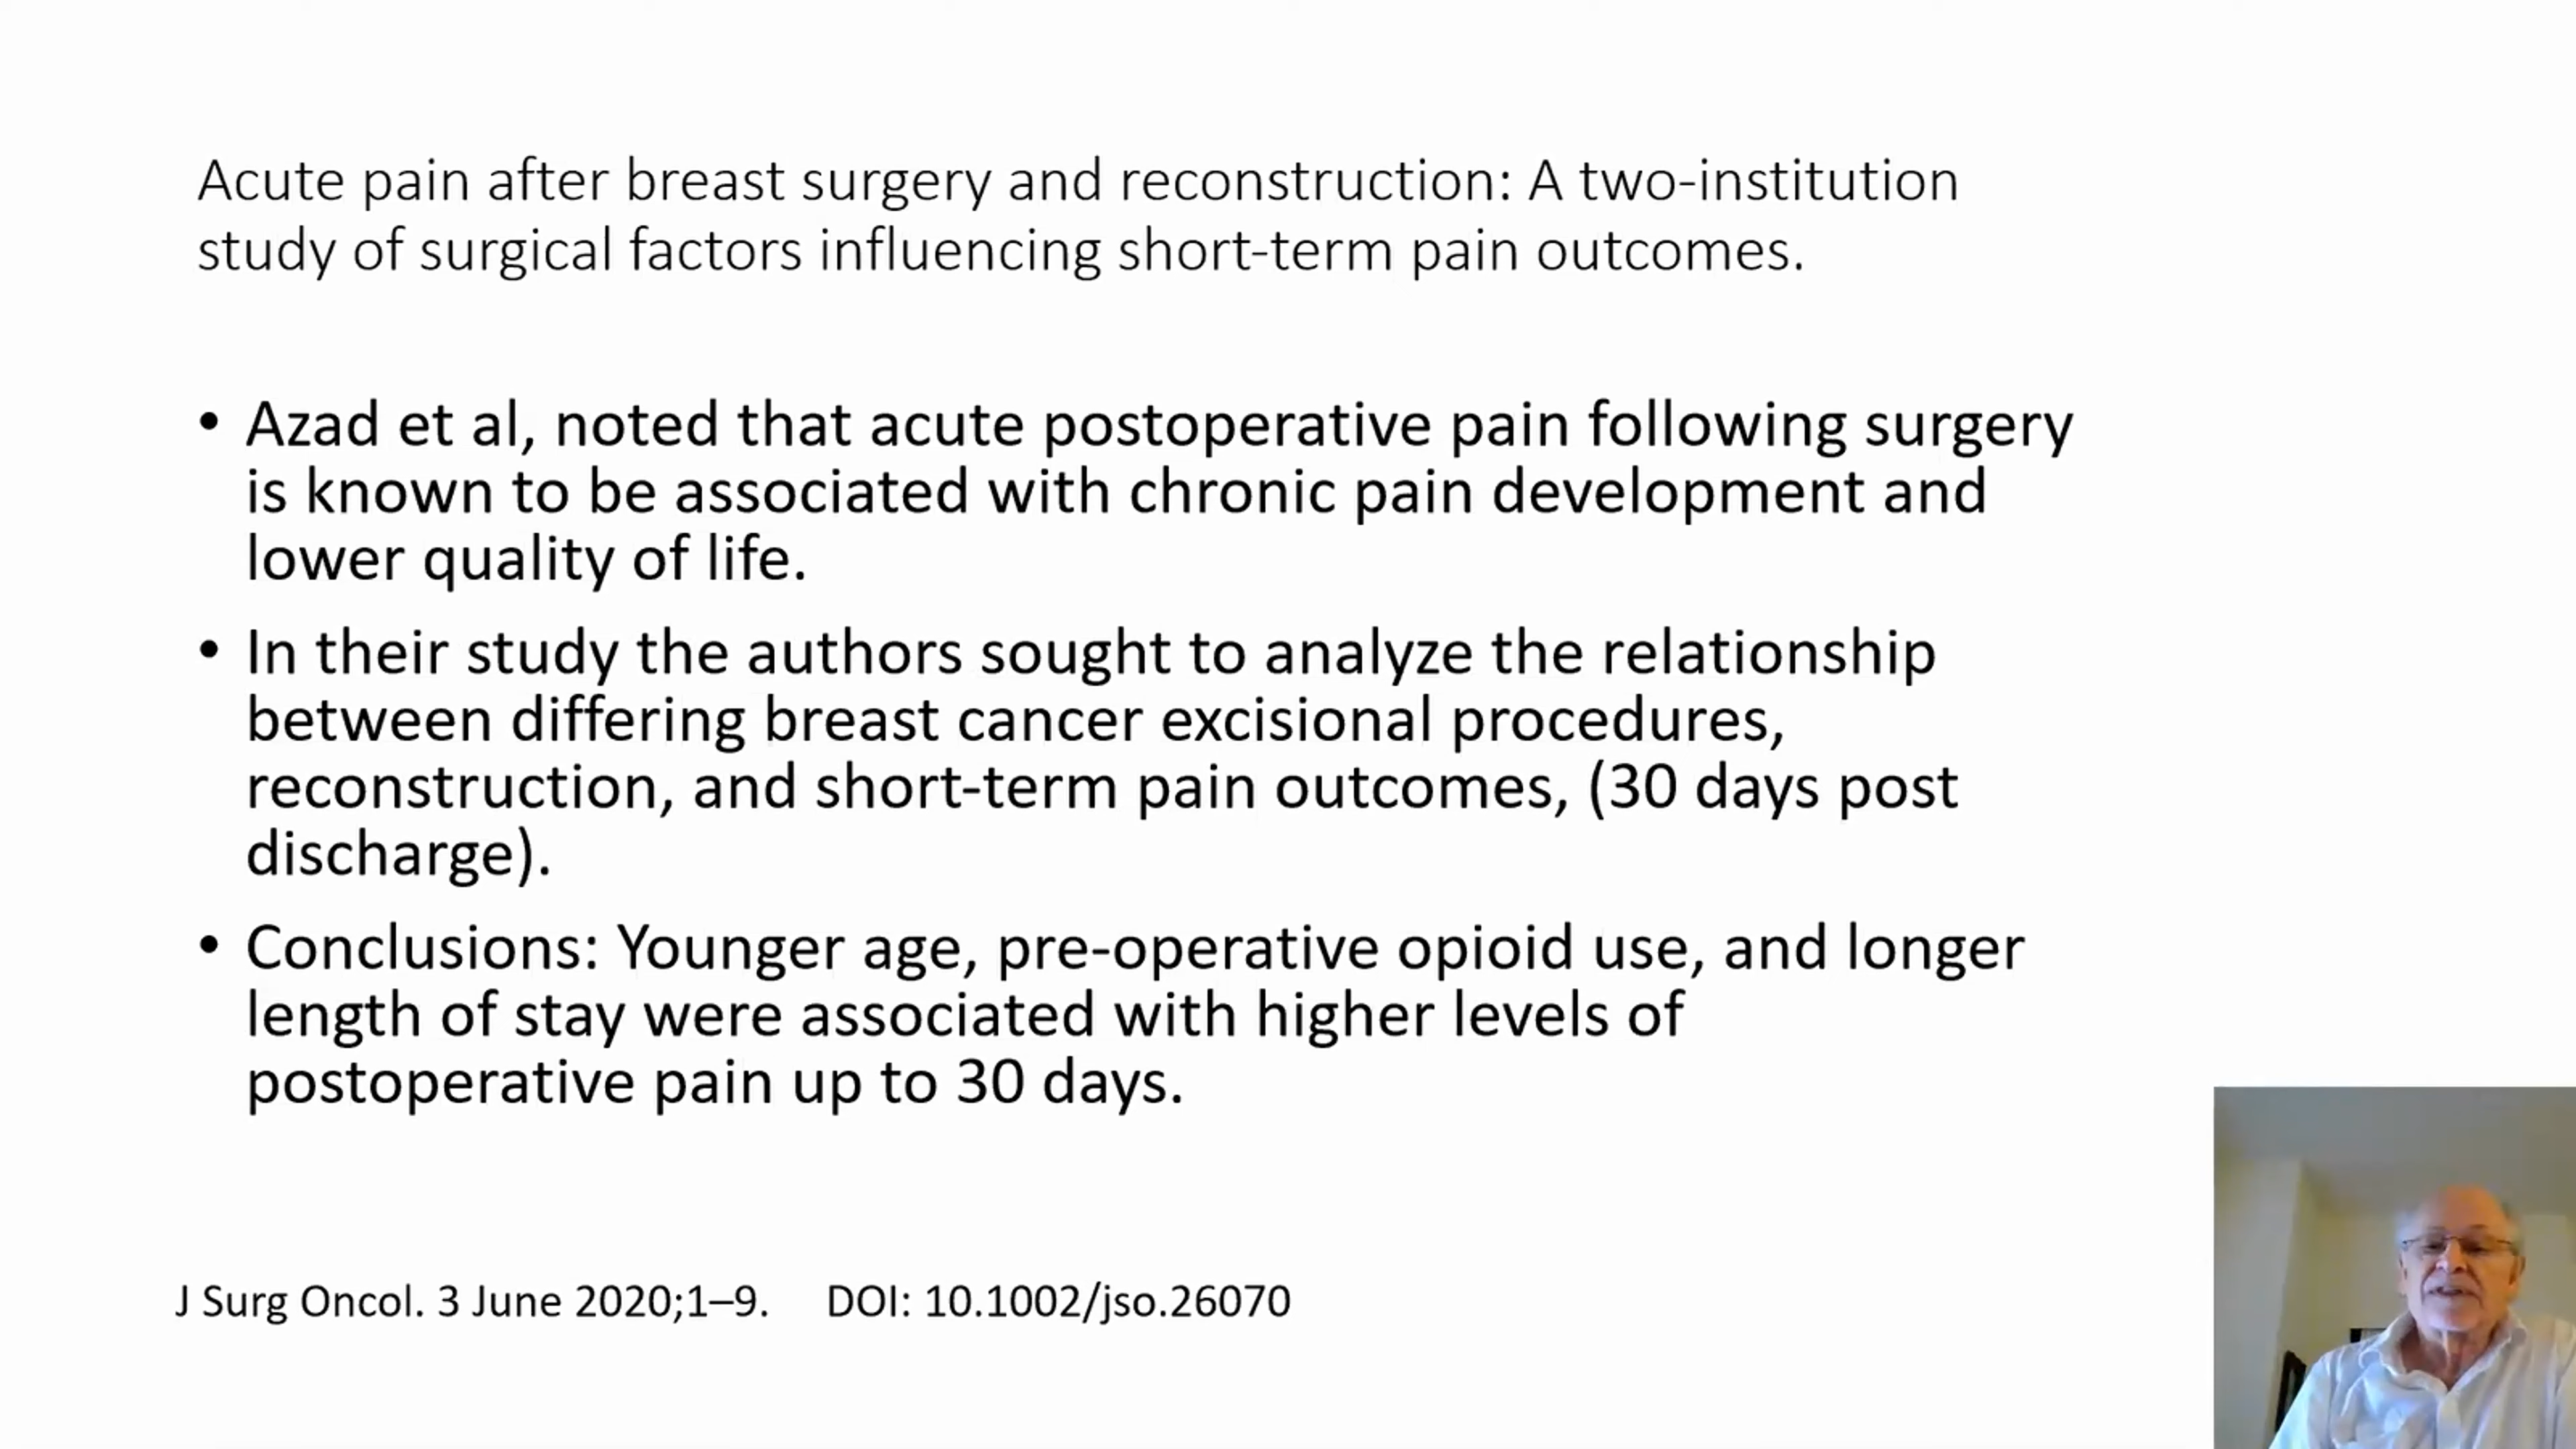 Acute pain after breast surgery and reconstruction: A two-institution
study of surgical factors influencing short-term pain outcomes.
• Azad et al, noted that acute postoperative pain following surgery
is known to be associated with chronic pain development and
lower quality of life.
• In their study the authors sought to analyze the relationship
between differing breast cancer excisional procedures,
reconstruction, and short-term pain outcomes, (30 days post
discharge).
• Conclusions: Younger age, pre-operative opioid use, and longer
length of stay were associated with higher levels of
postoperative pain up to 30 days.
J Surg Oncol. 3 June 2020;1–9. DOI: 10.1002/jso.26070